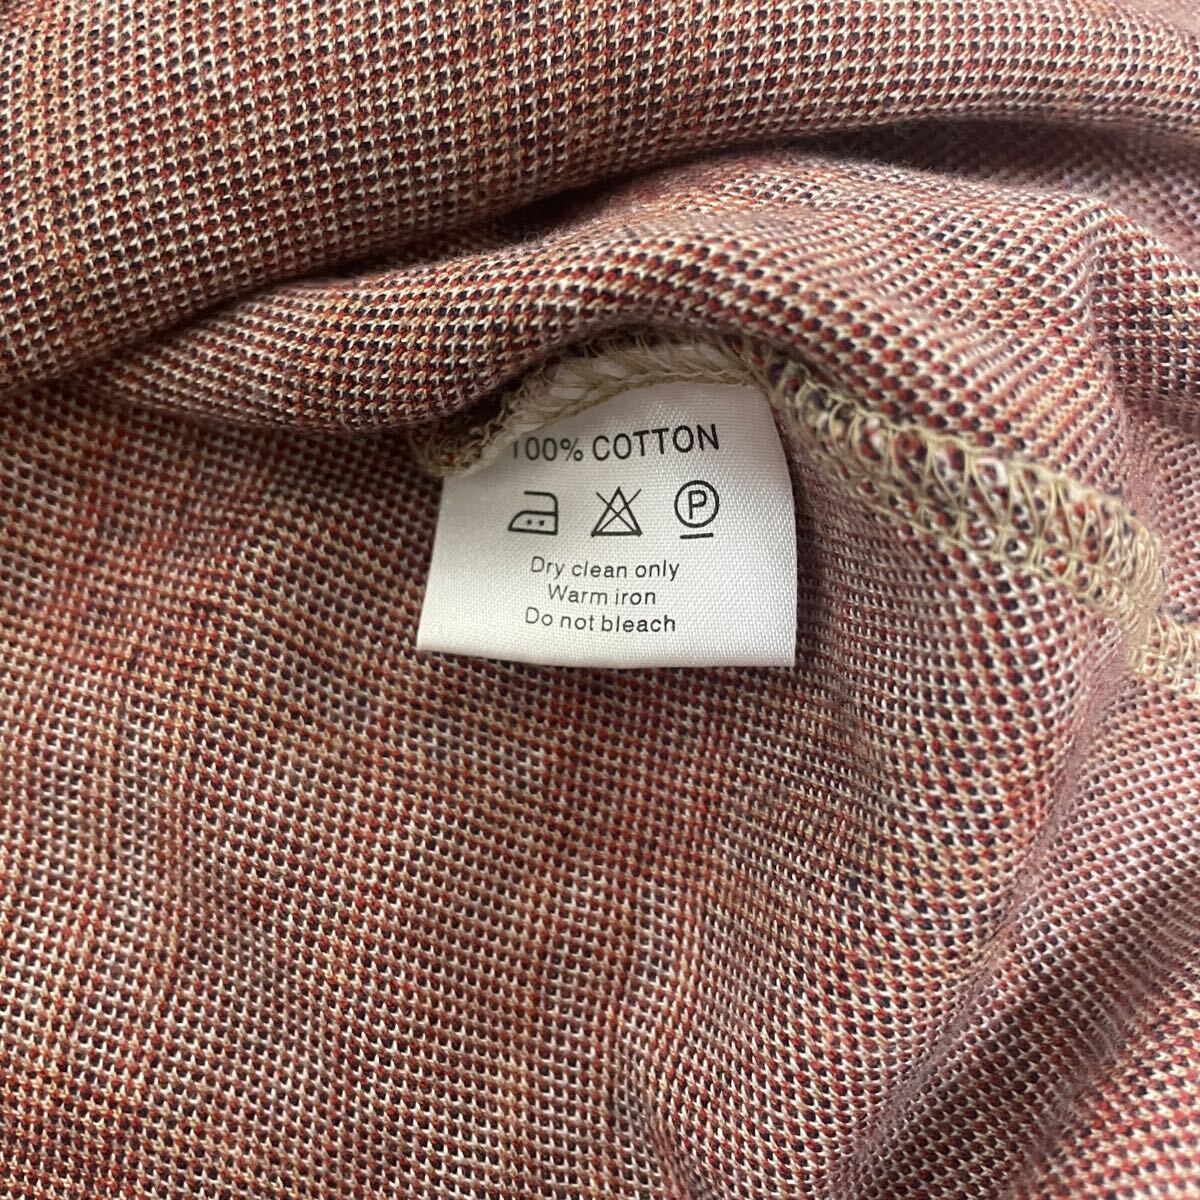 100% COTTON
P
Dry clean only
Warm iron
Do not bleach